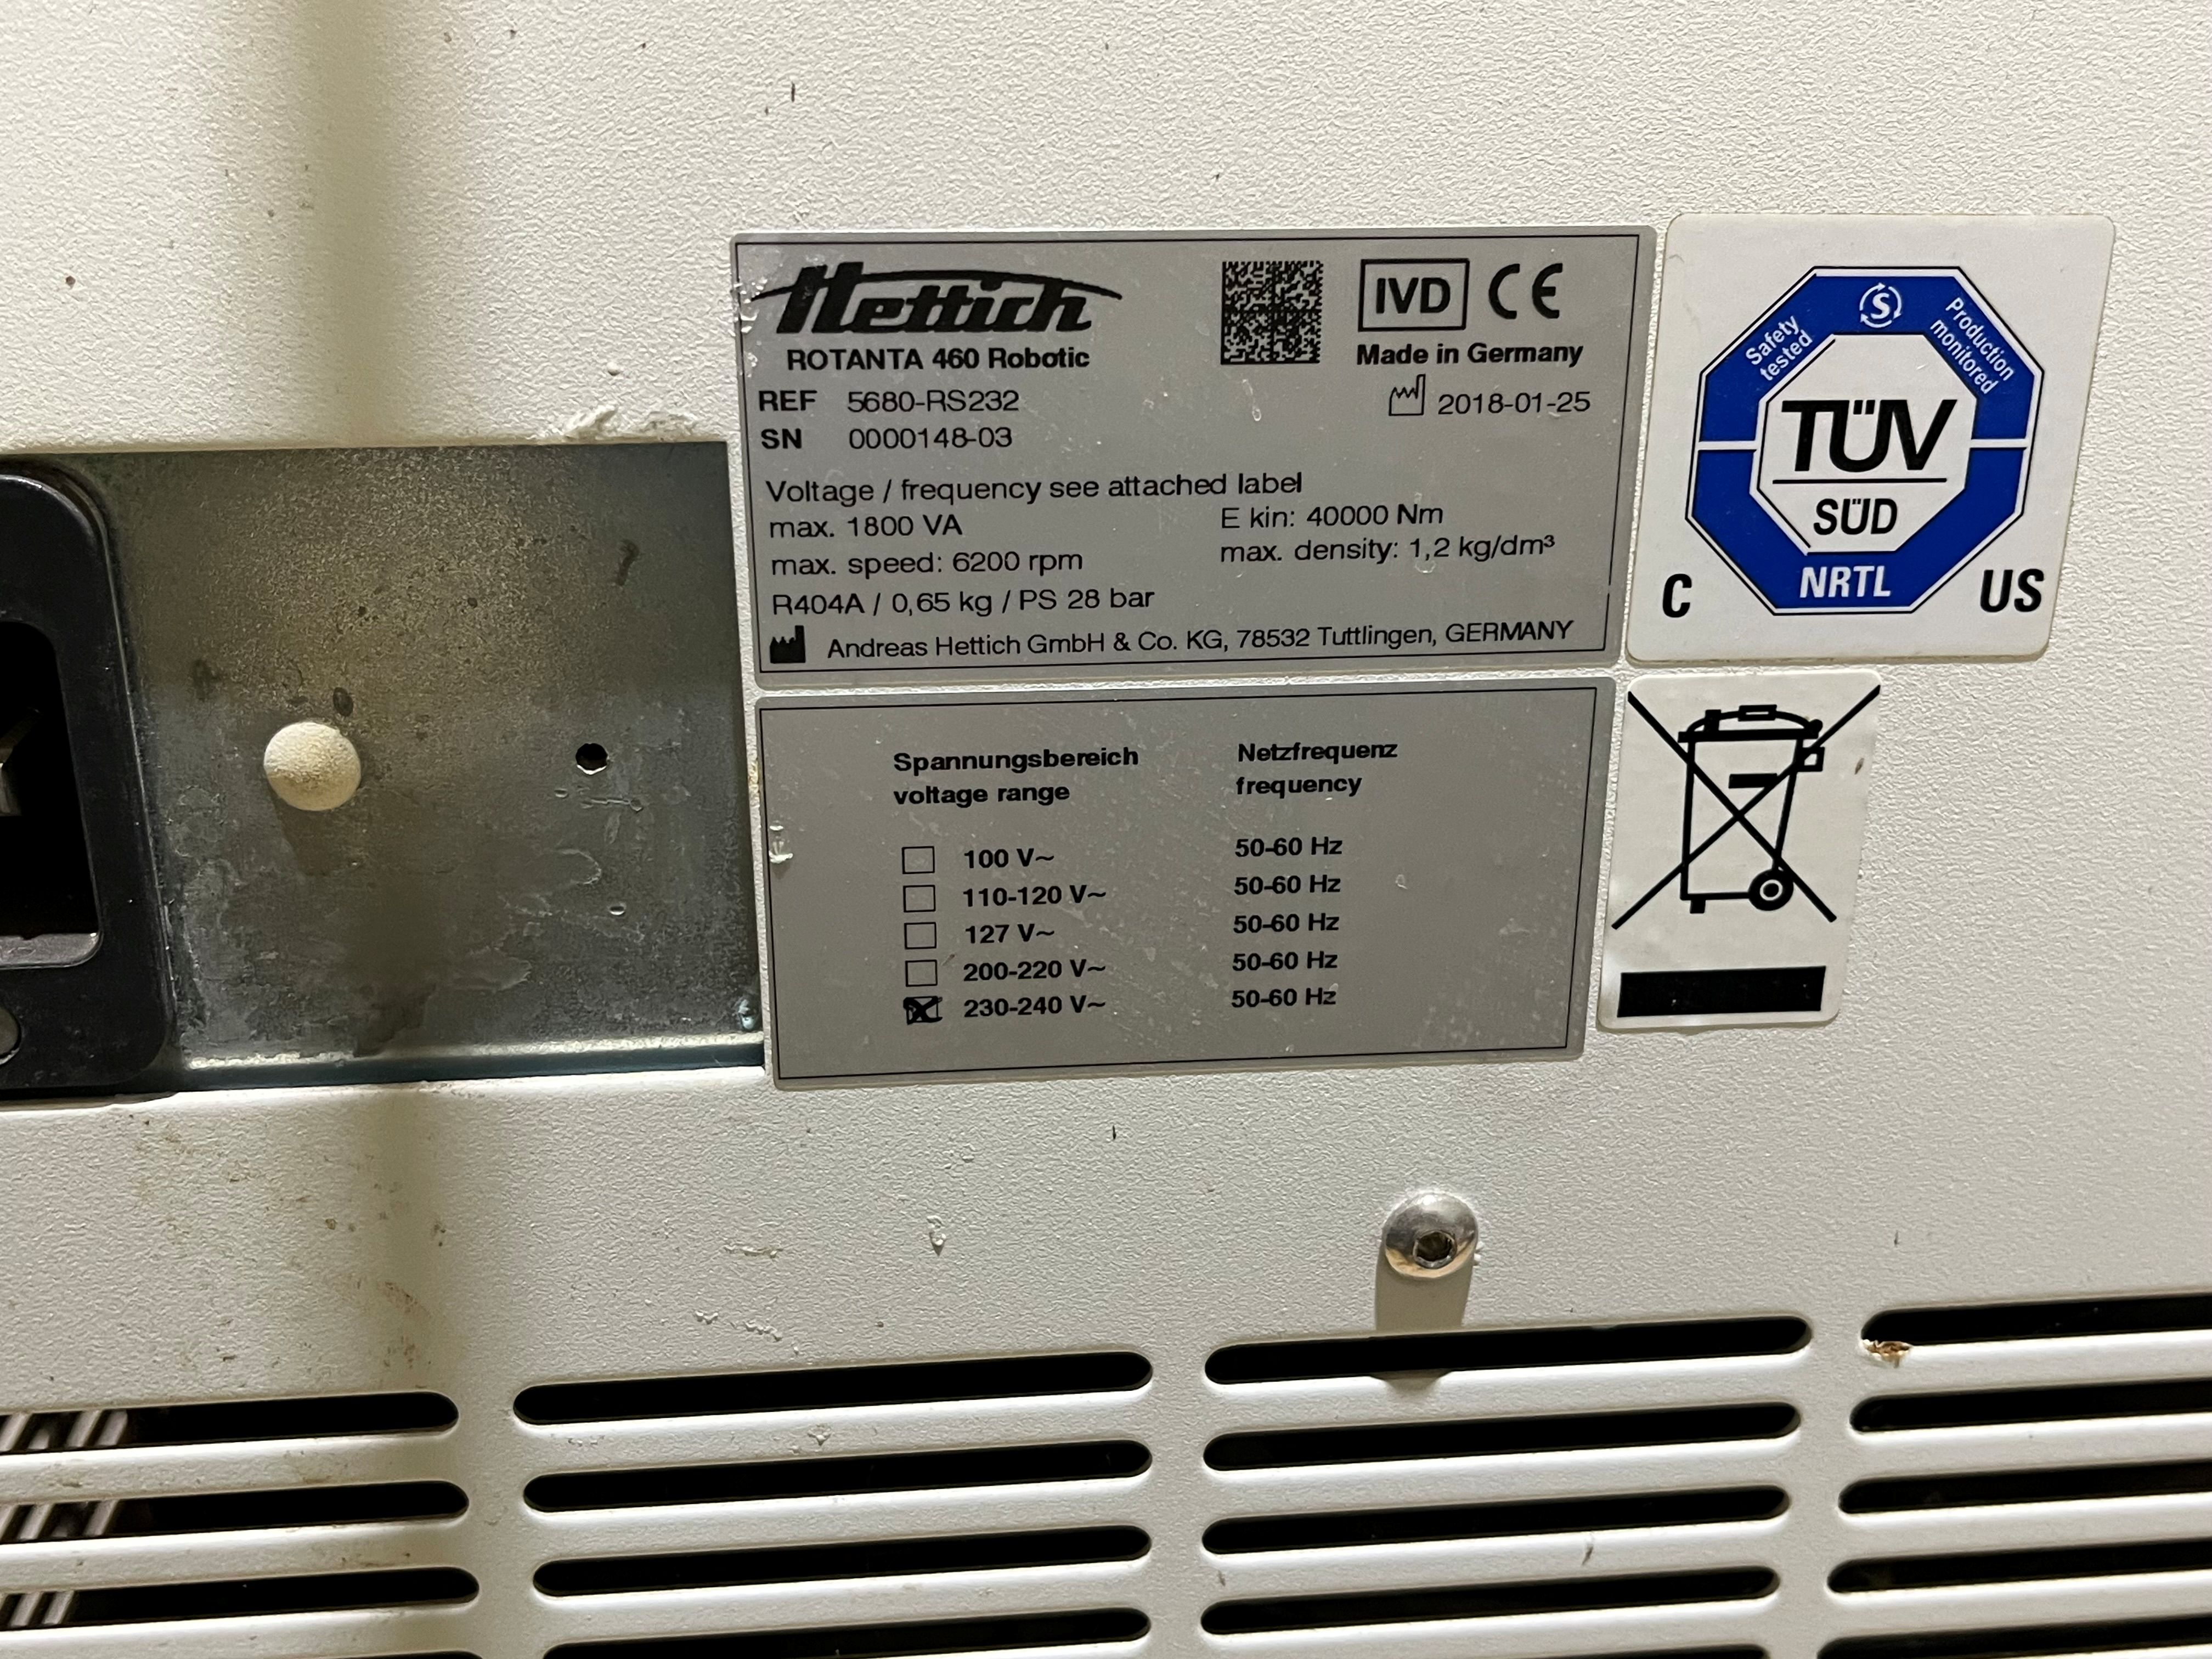 Hettich
ROTANTA 460 Robotic
IVD CE
Made in Germany
2018-01-25
REF 5680-RS232
SN 0000148-03
Voltage / frequency see attached label
max. 1800 VA
E kin: 40000 Nm
max. speed: 6200 rpm
max. density: 1,2 kg/dm³
R404A / 0,65 kg / PS 28 bar
Andreas Hettich GmbH & Co. KG, 78532 Tuttlingen, GERMANY
Safety tested
S
Production monitored
TÜV
SÜD
NRTL
C US
Spannungsbereich Netzfrequenz
voltage range frequency
100 V~ 50-60 Hz
110-120 V~ 50-60 Hz
127 V~ 50-60 Hz
200-220 V~ 50-60 Hz
230-240 V~ 50-60 Hz